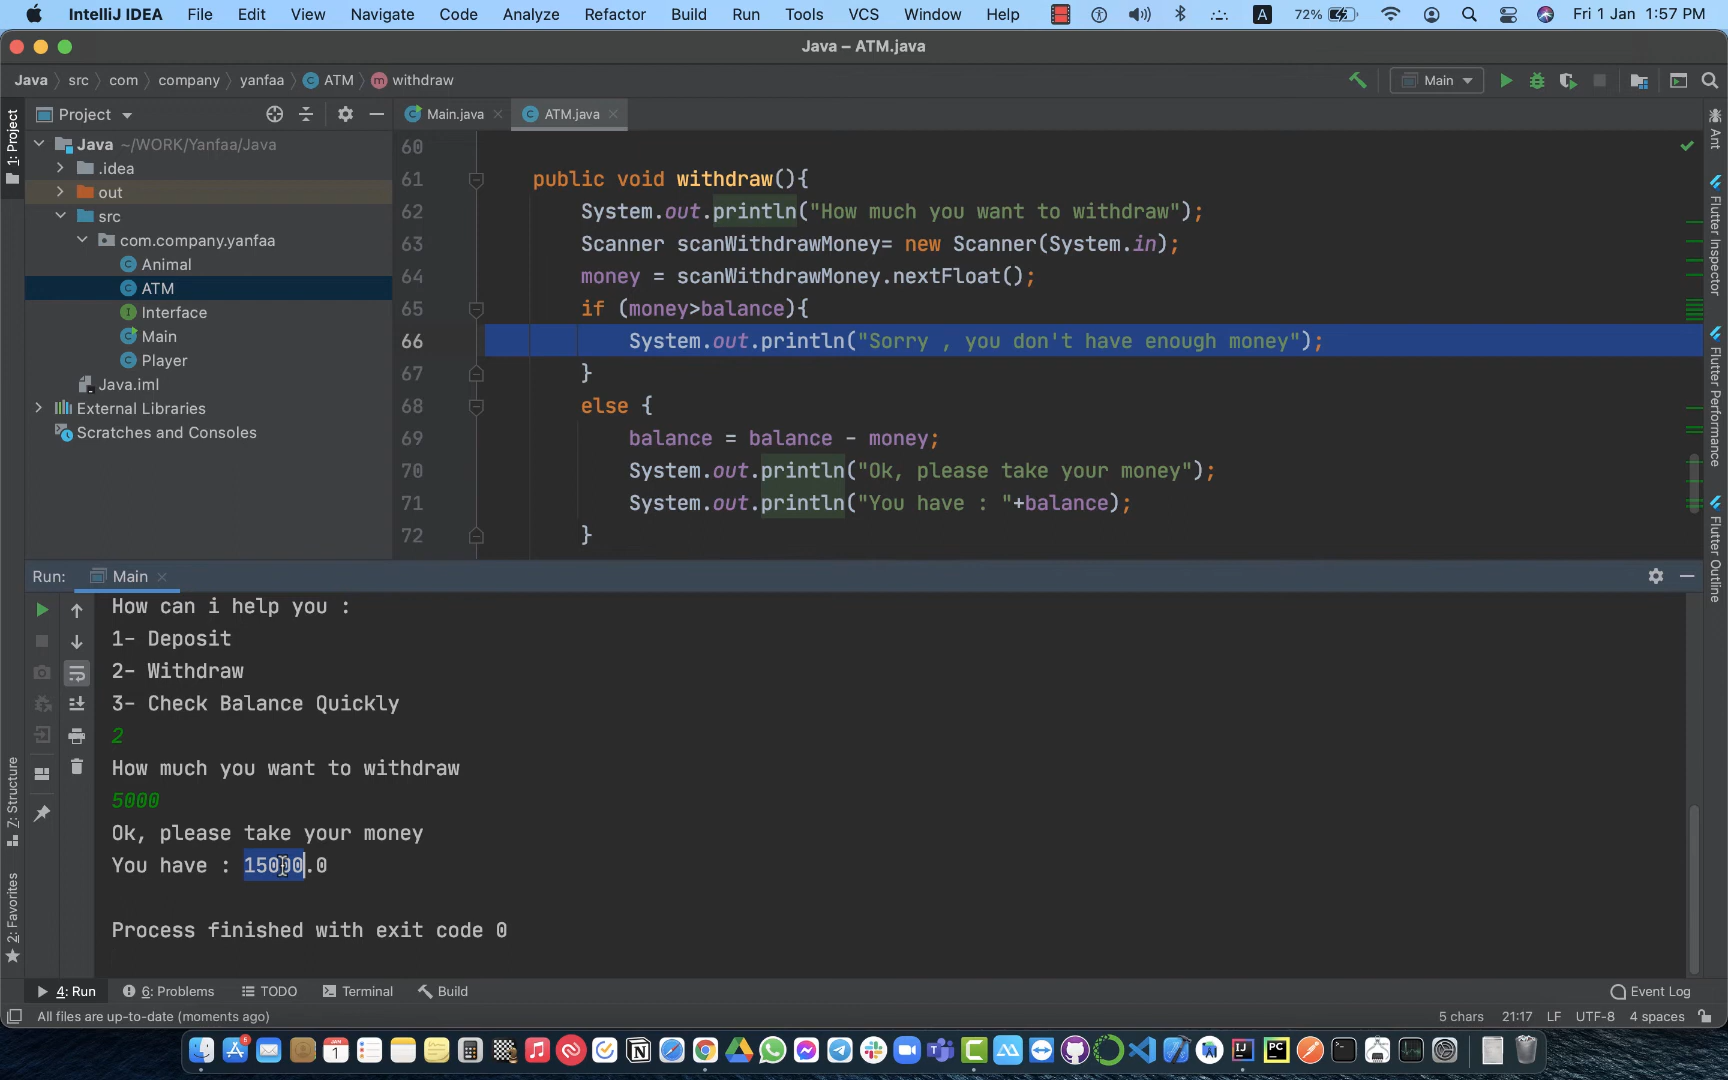 IntelliJ IDEA File Edit View Navigate Code Analyze Refactor Build Run Tools VCS Window Help A 72% Fri 1 Jan 1:57 PM
Java – ATM.java
Java src com company yanfaa ATM withdraw Main
Project Main.java ATM.java
1: Project
Java ~/WORK/Yanfaa/Java
.idea
out
src
com.company.yanfaa
Animal
ATM
Interface
Main
Player
Java.iml
External Libraries
Scratches and Consoles
60
61 public void withdraw(){
62 System.out.println("How much you want to withdraw");
63 Scanner scanWithdrawMoney= new Scanner(System.in);
64 money = scanWithdrawMoney.nextFloat();
65 if (money>balance){
66 System.out.println("Sorry , you don't have enough money");
67 }
68 else {
69 balance = balance - money;
70 System.out.println("Ok, please take your money");
71 System.out.println("You have : "+balance);
72 }
Ant
Flutter Inspector
Flutter Performance
Flutter Outline
Run: Main
How can i help you :
1- Deposit
2- Withdraw
3- Check Balance Quickly
2
How much you want to withdraw
5000
Ok, please take your money
You have : 15000.0
Process finished with exit code 0
Z: Structure
2: Favorites
4: Run 6: Problems TODO Terminal Build Event Log
All files are up-to-date (moments ago) 5 chars 21:17 LF UTF-8 4 spaces